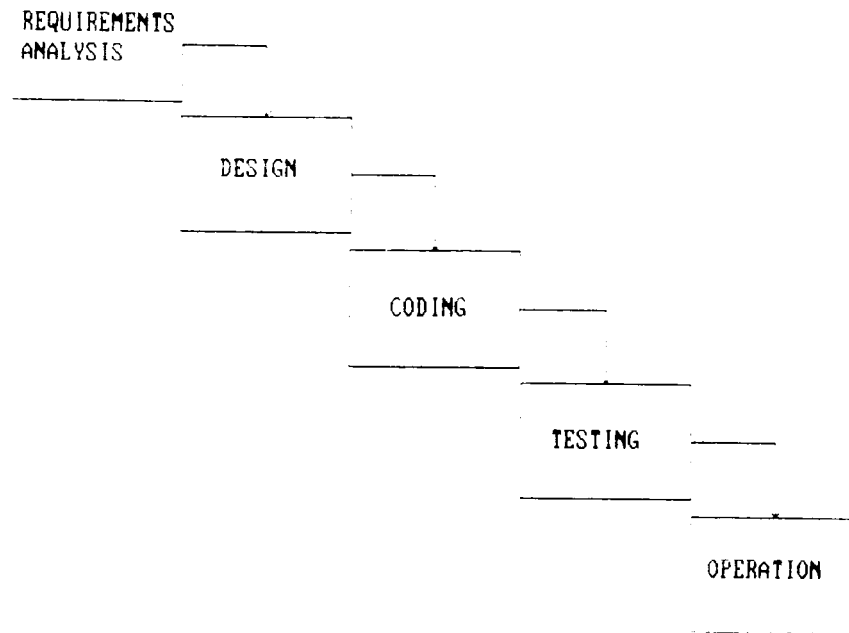 REQUIREMENTS
ANALYSIS
DESIGN
CODING
TESTING
OPERATION